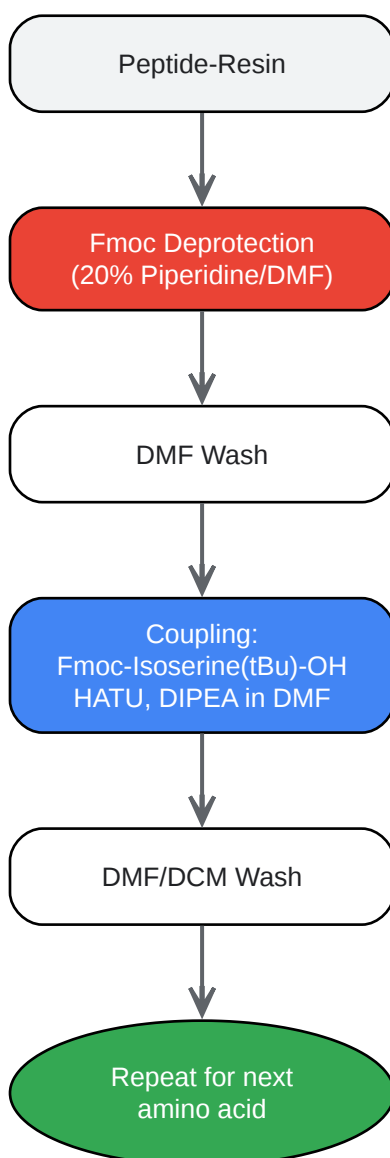 Peptide-Resin
Fmoc Deprotection
(20% Piperidine/DMF)
DMF Wash
Coupling:
Fmoc-Isoserine(tBu)-OH
HATU, DIPEA in DMF
DMF/DCM Wash
Repeat for next
amino acid